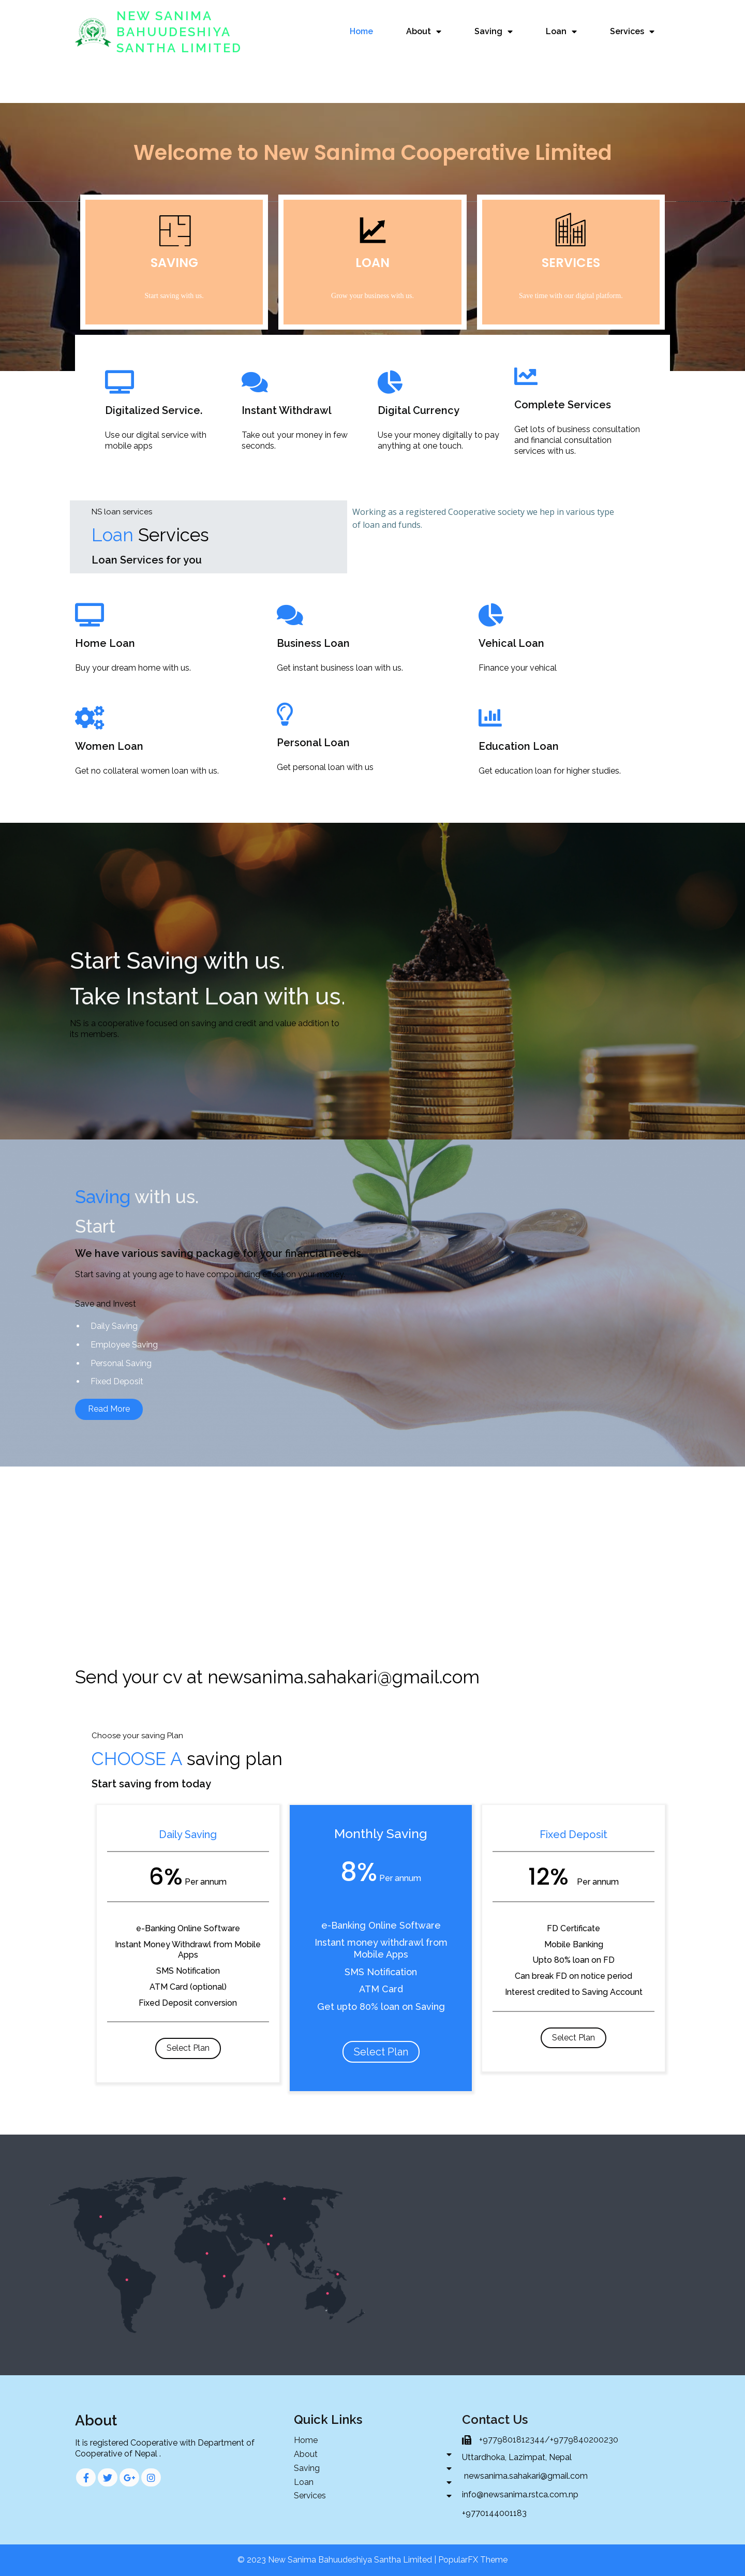 NEW SANIMA
BAHUUDESHIYA
SANTHA LIMITED
Home
About
Saving
Loan
Services
Welcome to New Sanima Cooperative Limited
SAVING
Start saving with us.
LOAN
Grow your business with us.
SERVICES
Save time with our digital platform.
Digitalized Service.
Use our digital service with
mobile apps
Instant Withdrawl
Take out your money in few
seconds.
Digital Currency
Use your money digitally to pay
anything at one touch.
Complete Services
Get lots of business consultation
and financial consultation
services with us.
NS loan services
Loan Services
Loan Services for you
Working as a registered Cooperative society we hep in various type
of loan and funds.
Home Loan
Buy your dream home with us.
Business Loan
Get instant business loan with us.
Vehical Loan
Finance your vehical
Women Loan
Get no collateral women loan with us.
Personal Loan
Get personal loan with us
Education Loan
Get education loan for higher studies.
Start Saving with us.
Take Instant Loan with us.
NS is a cooperative focused on saving and credit and value addition to
its members.
Saving with us.
Start
We have various saving package for your financial needs
Start saving at young age to have compounding
Save and Invest
Daily Saving
Employee Saving
Personal Saving
Fixed Deposit
Read More
Send your cv at newsanima.sahakari@gmail.com
Choose your saving Plan
CHOOSE A saving plan
Start saving from today
Daily Saving
6% Per annum
e-Banking Online Software
Instant Money Withdrawl from Mobile
Apps
SMS Notification
ATM Card (optional)
Fixed Deposit conversion
Select Plan
Monthly Saving
8% Per annum
e-Banking Online Software
Instant money withdrawl from
Mobile Apps
SMS Notification
ATM Card
Get upto 80% loan on Saving
Select Plan
Fixed Deposit
12% Per annum
FD Certificate
Mobile Banking
Upto 80% loan on FD
Can break FD on notice period
Interest credited to Saving Account
Select Plan
About
It is registered Cooperative with Department of
Cooperative of Nepal .
Quick Links
Home
About
Saving
Loan
Services
Contact Us
+9779801812344/+9779840200230
Uttardhoka, Lazimpat, Nepal
newsanima.sahakari@gmail.com
info@newsanima.rstca.com.np
+9770144001183
© 2023 New Sanima Bahuudeshiya Santha Limited | PopularFX Theme